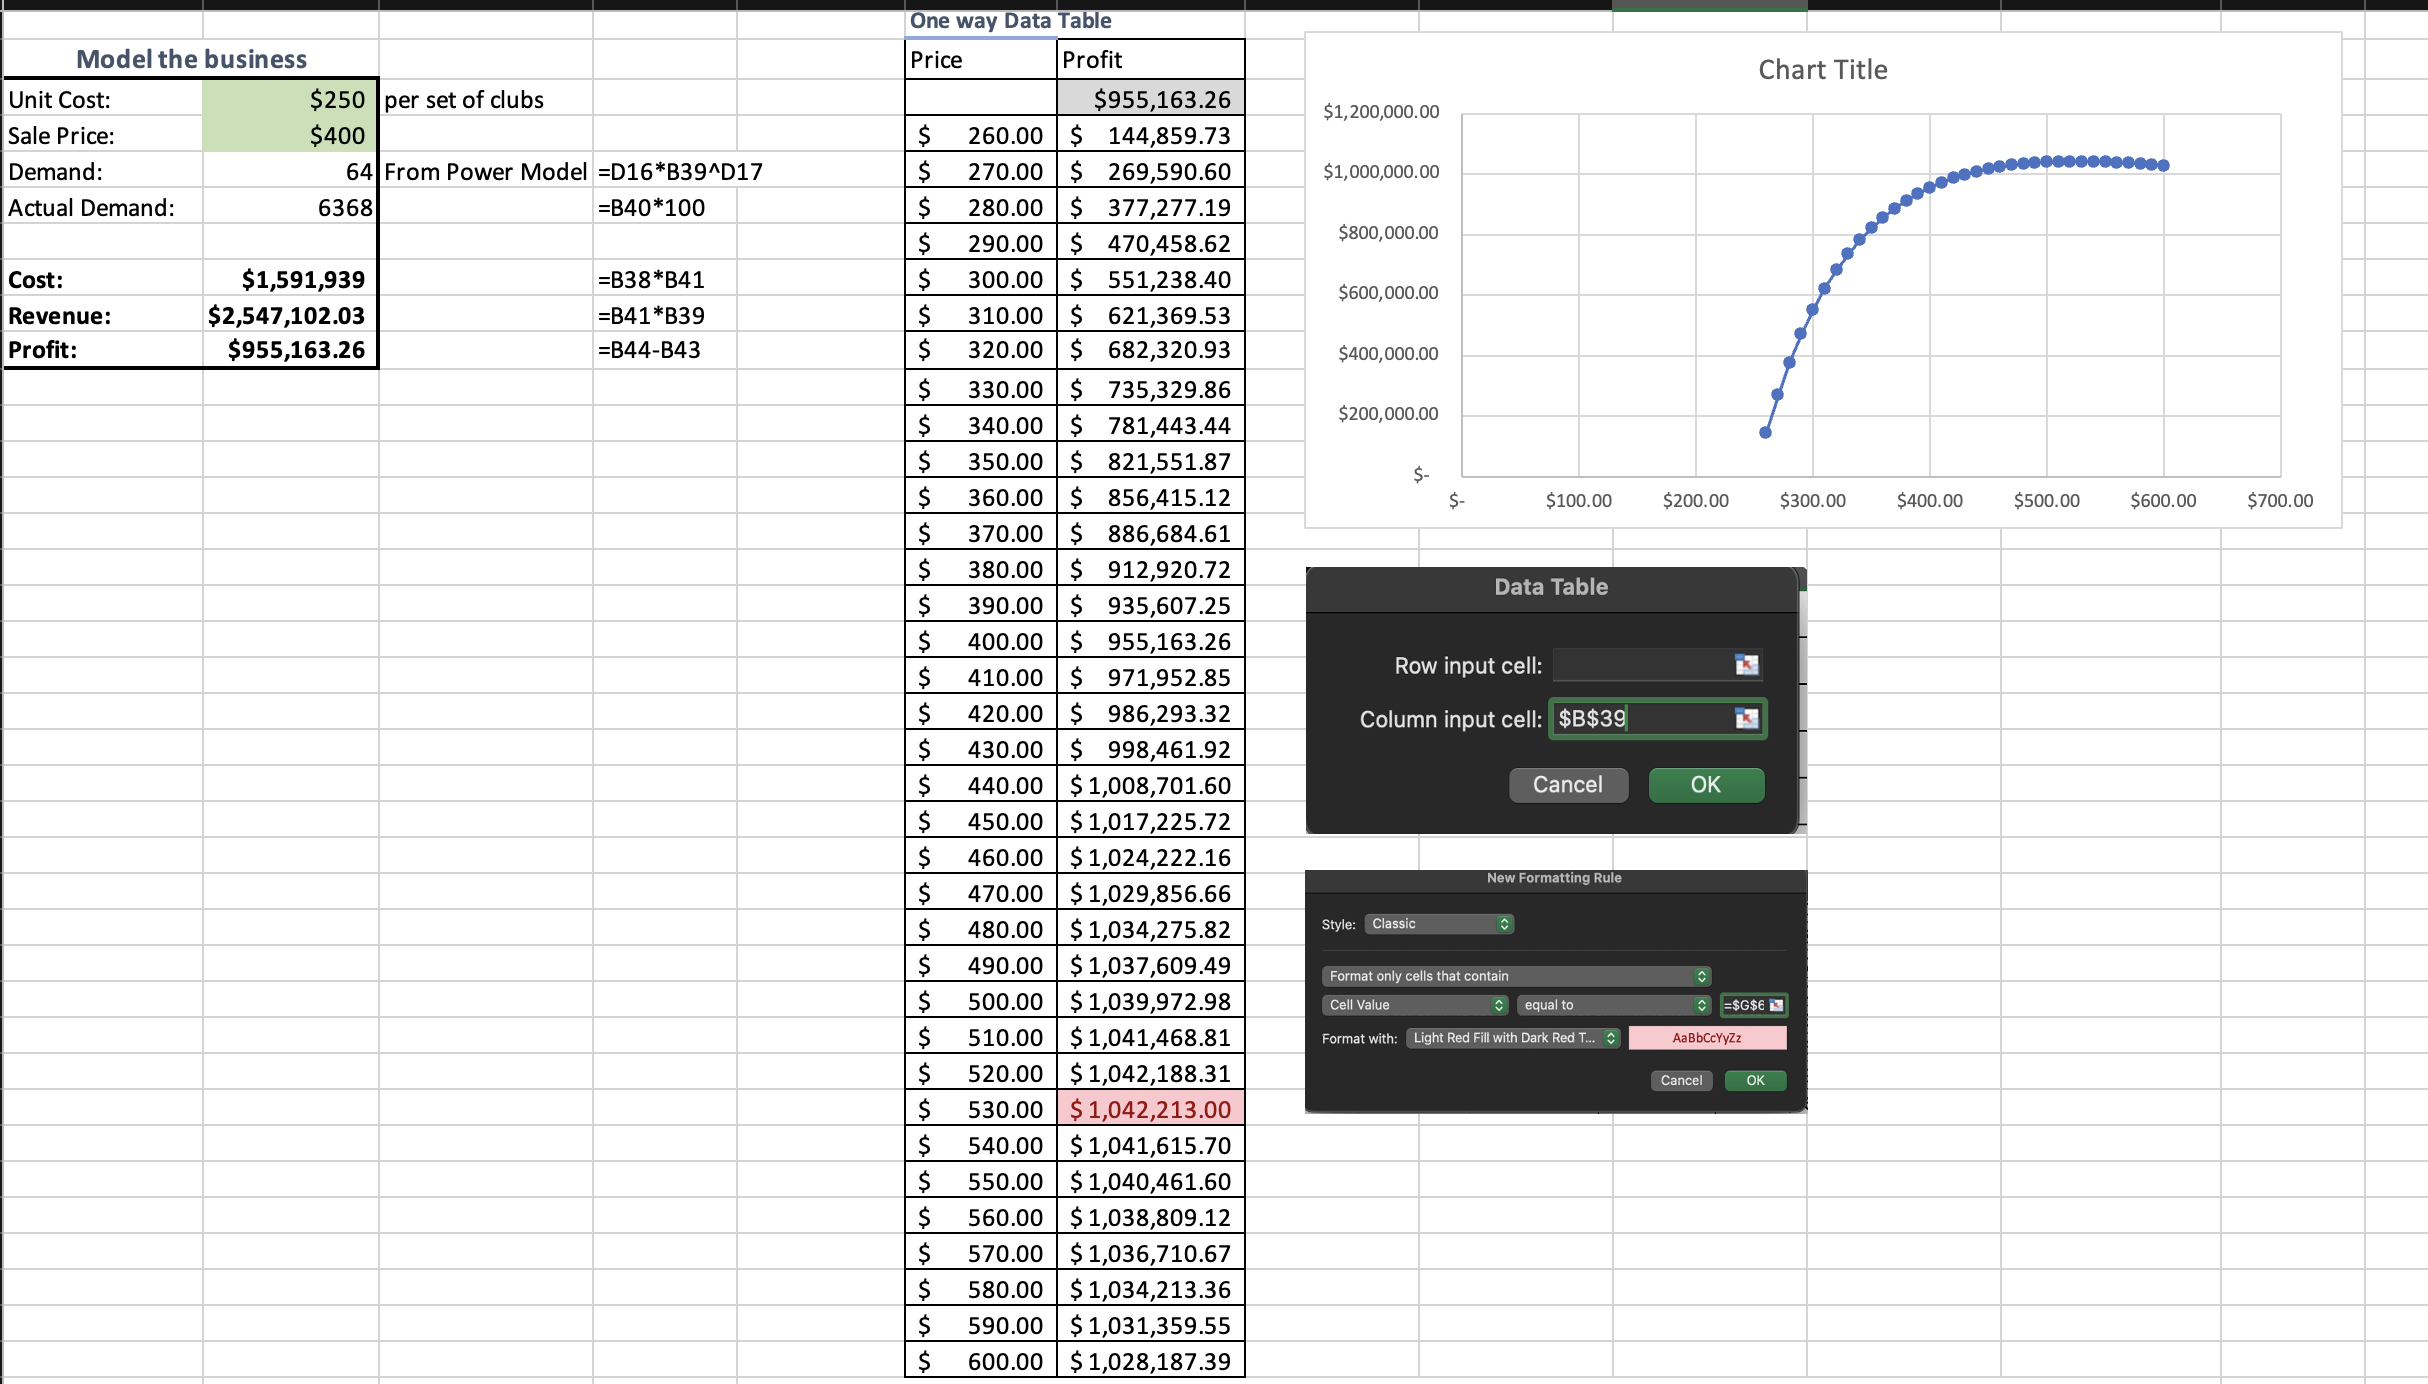 One way Data Table
Model the business
Price Profit
Unit Cost: $250 per set of clubs $955,163.26
Sale Price: $400 $ 260.00 $ 144,859.73
Demand: 64 From Power Model =D16*B39^D17 $ 270.00 $ 269,590.60
Actual Demand: 6368 =B40*100 $ 280.00 $ 377,277.19
$ 290.00 $ 470,458.62
Cost: $1,591,939 =B38*B41 $ 300.00 $ 551,238.40
Revenue: $2,547,102.03 =B41*B39 $ 310.00 $ 621,369.53
Profit: $955,163.26 =B44-B43 $ 320.00 $ 682,320.93
$ 330.00 $ 735,329.86
$ 340.00 $ 781,443.44
$ 350.00 $ 821,551.87
$ 360.00 $ 856,415.12
$ 370.00 $ 886,684.61
$ 380.00 $ 912,920.72
$ 390.00 $ 935,607.25
$ 400.00 $ 955,163.26
$ 410.00 $ 971,952.85
$ 420.00 $ 986,293.32
$ 430.00 $ 998,461.92
$ 440.00 $ 1,008,701.60
$ 450.00 $ 1,017,225.72
$ 460.00 $ 1,024,222.16
$ 470.00 $ 1,029,856.66
$ 480.00 $ 1,034,275.82
$ 490.00 $ 1,037,609.49
$ 500.00 $ 1,039,972.98
$ 510.00 $ 1,041,468.81
$ 520.00 $ 1,042,188.31
$ 530.00 $ 1,042,213.00
$ 540.00 $ 1,041,615.70
$ 550.00 $ 1,040,461.60
$ 560.00 $ 1,038,809.12
$ 570.00 $ 1,036,710.67
$ 580.00 $ 1,034,213.36
$ 590.00 $ 1,031,359.55
$ 600.00 $ 1,028,187.39
Chart Title
$1,200,000.00
$1,000,000.00
$800,000.00
$600,000.00
$400,000.00
$200,000.00
$-
$- $100.00 $200.00 $300.00 $400.00 $500.00 $600.00 $700.00
Data Table
Row input cell:
Column input cell: $B$39
Cancel OK
New Formatting Rule
Style: Classic
Format only cells that contain
Cell Value equal to =$G$6
Format with: Light Red Fill with Dark Red T... AaBbCcYyZz
Cancel OK